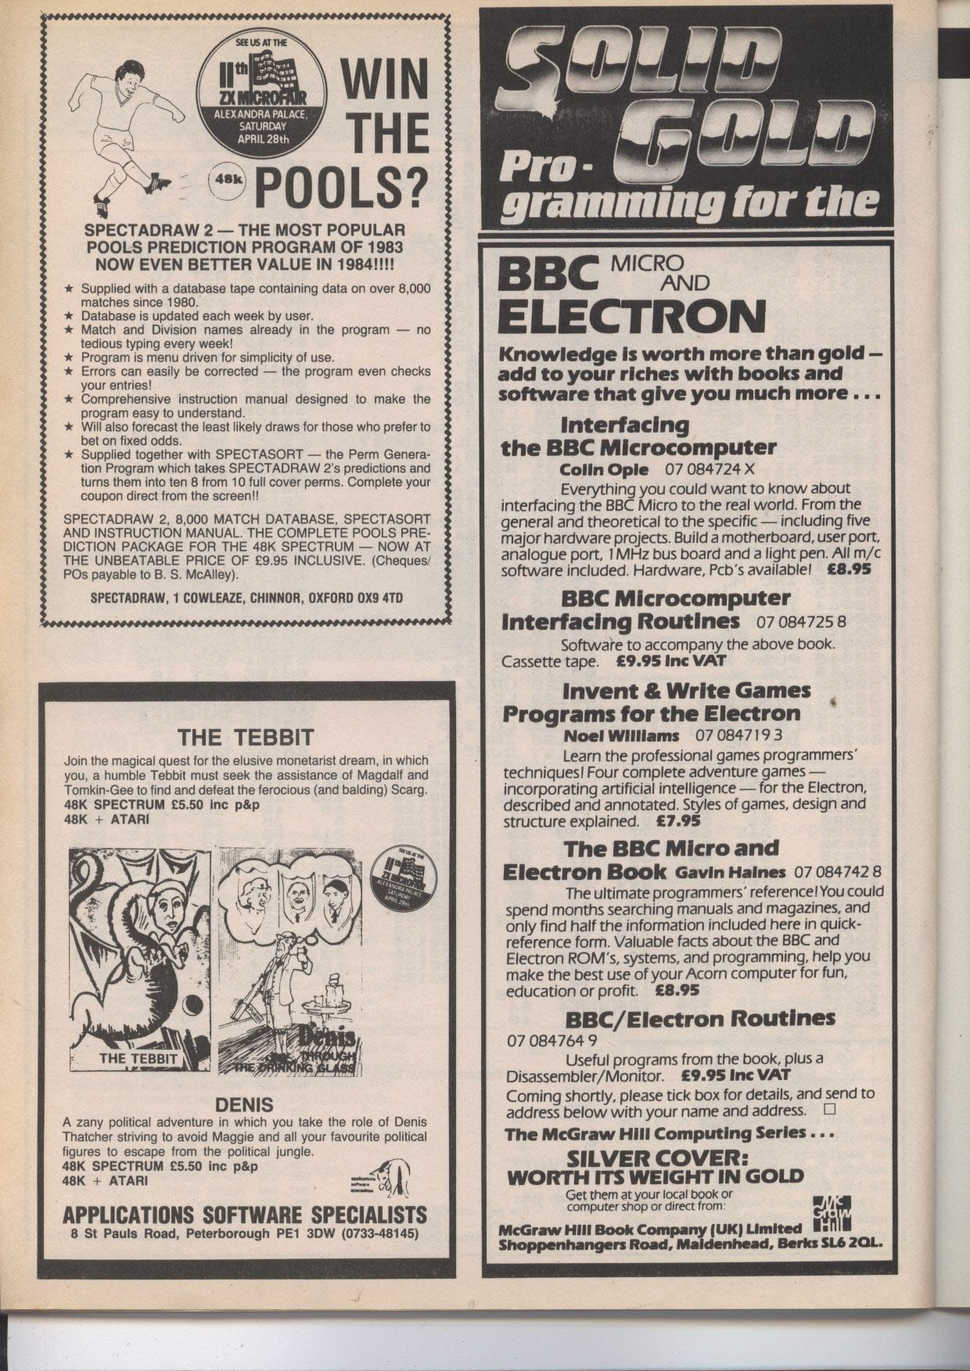 SEE US AT THE
11th
ZX MICROFAIR
ALEXANDRA PALACE,
SATURDAY
APRIL 28th
WIN
THE
48k
POOLS?
SPECTADRAW 2 — THE MOST POPULAR
POOLS PREDICTION PROGRAM OF 1983
NOW EVEN BETTER VALUE IN 1984!!!!
★ Supplied with a database tape containing data on over 8,000
matches since 1980.
★ Database is updated each week by user.
★ Match and Division names already in the program — no
tedious typing every week!
★ Program is menu driven for simplicity of use.
★ Errors can easily be corrected — the program even checks
your entries!
★ Comprehensive instruction manual designed to make the
program easy to understand.
★ Will also forecast the least likely draws for those who prefer to
bet on fixed odds.
★ Supplied together with SPECTASORT — the Perm Genera-
tion Program which takes SPECTADRAW 2's predictions and
turns them into ten 8 from 10 full cover perms. Complete your
coupon direct from the screen!!
SPECTADRAW 2, 8,000 MATCH DATABASE, SPECTASORT
AND INSTRUCTION MANUAL. THE COMPLETE POOLS PRE-
DICTION PACKAGE FOR THE 48K SPECTRUM — NOW AT
THE UNBEATABLE PRICE OF £9.95 INCLUSIVE. (Cheques/
POs payable to B. S. McAlley).
SPECTADRAW, 1 COWLEAZE, CHINNOR, OXFORD OX9 4TD
THE TEBBIT
Join the magical quest for the elusive monetarist dream, in which
you, a humble Tebbit must seek the assistance of Magdalf and
Tomkin-Gee to find and defeat the ferocious (and balding) Scarg.
48K SPECTRUM £5.50 inc p&p
48K + ATARI
SEE US AT THE
11th
ZX MICROFAIR
ALEXANDRA PALACE
SATURDAY
APRIL 28th
THE TEBBIT
Denis
THROUGH
THE DRINKING GLASS
DENIS
A zany political adventure in which you take the role of Denis
Thatcher striving to avoid Maggie and all your favourite political
figures to escape from the political jungle.
48K SPECTRUM £5.50 inc p&p
48K + ATARI
APPLICATIONS SOFTWARE SPECIALISTS
8 St Pauls Road, Peterborough PE1 3DW (0733-48145)
SOLID
GOLD
Pro-
gramming for the
BBC MICRO
AND
ELECTRON
Knowledge is worth more than gold —
add to your riches with books and
software that give you much more . . .
Interfacing
the BBC Microcomputer
Colin Opie 07 084724 X
Everything you could want to know about
interfacing the BBC Micro to the real world. From the
general and theoretical to the specific — including five
major hardware projects. Build a motherboard, user port,
analogue port, 1MHz bus board and a light pen. All m/c
software included. Hardware, Pcb's available! £8.95
BBC Microcomputer
Interfacing Routines 07 084725 8
Software to accompany the above book.
Cassette tape. £9.95 inc VAT
Invent & Write Games
Programs for the Electron
Noel Williams 07 084719 3
Learn the professional games programmers'
techniques! Four complete adventure games —
incorporating artificial intelligence — for the Electron,
described and annotated. Styles of games, design and
structure explained. £7.95
The BBC Micro and
Electron Book Gavin Haines 07 084742 8
The ultimate programmers' reference! You could
spend months searching manuals and magazines, and
only find half the information included here in quick-
reference form. Valuable facts about the BBC and
Electron ROM's, systems, and programming, help you
make the best use of your Acorn computer for fun,
education or profit. £8.95
BBC/Electron Routines
07 084764 9
Useful programs from the book, plus a
Disassembler/Monitor. £9.95 inc VAT
Coming shortly, please tick box for details, and send to
address below with your name and address. □
The McGraw Hill Computing Series . . .
SILVER COVER:
WORTH ITS WEIGHT IN GOLD
Get them at your local book or
computer shop or direct from:
Mc
Graw
Hill
McGraw Hill Book Company (UK) Limited
Shoppenhangers Road, Maidenhead, Berks SL6 2QL.